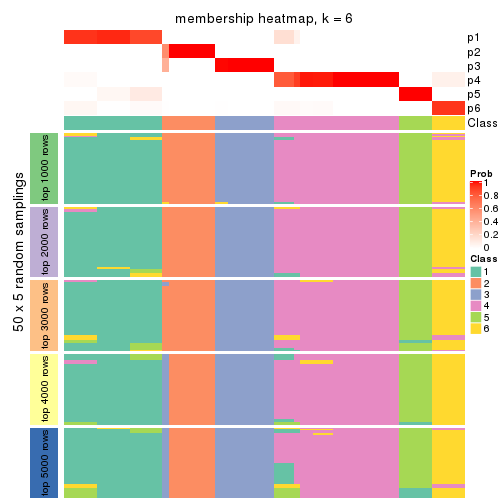 membership heatmap, k = 6
p1
p2
p3
p4
p5
p6
Class
50 x 5 random samplings
top 1000 rows
top 2000 rows
top 3000 rows
top 4000 rows
top 5000 rows
Prob
1
0.8
0.6
0.4
0.2
0
Class
1
2
3
4
5
6